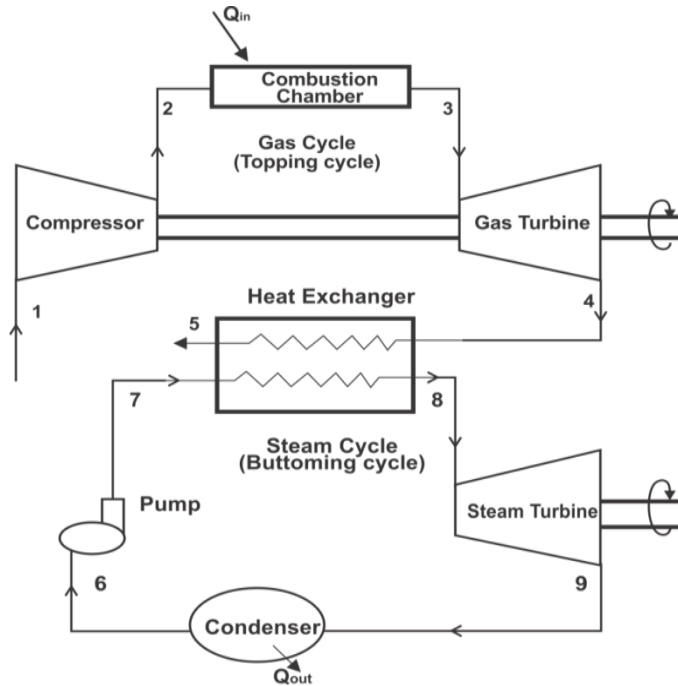 Qin
Combustion
Chamber
2
3
Gas Cycle
(Topping cycle)
Compressor
Gas Turbine
1
Heat Exchanger
4
5
7
8
Steam Cycle
(Buttoming cycle)
Pump
Steam Turbine
6
9
Condenser
Qout